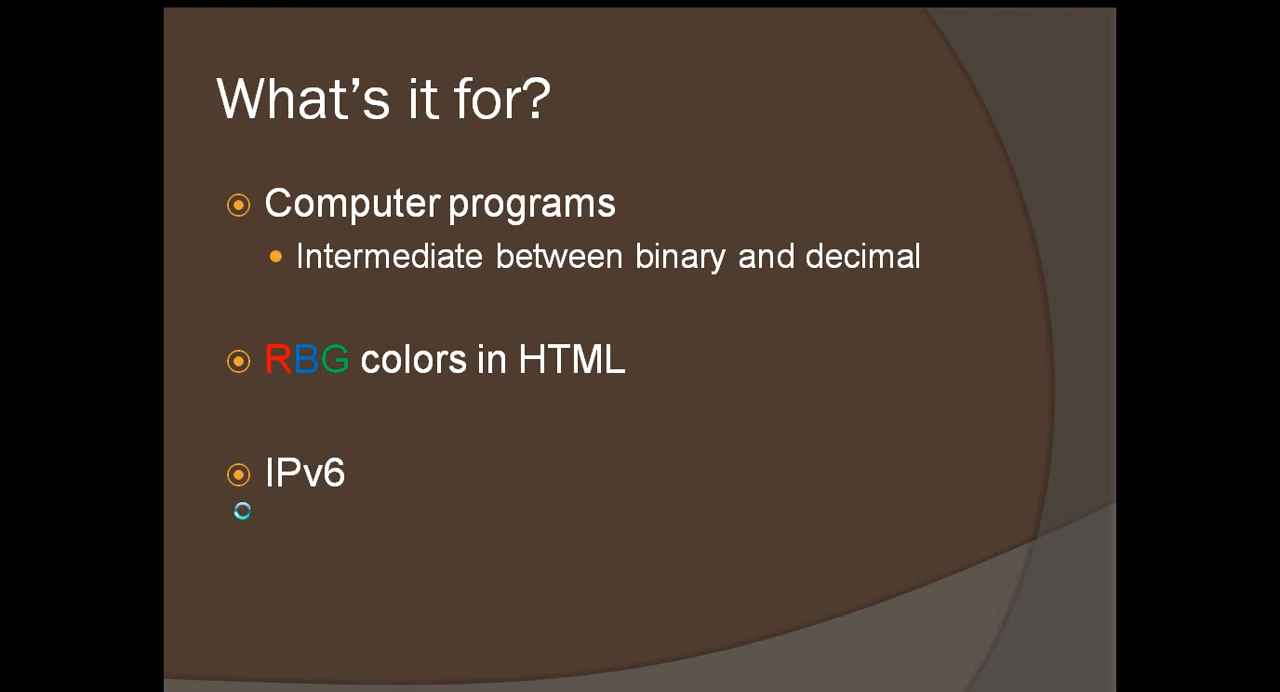 What's it for?
Computer programs
Intermediate between binary and decimal
RBG colors in HTML
IPv6